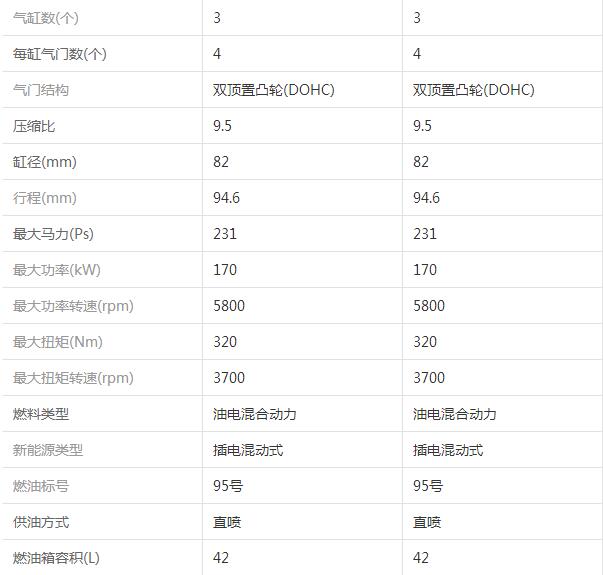 气缸数(个) 3 3
每缸气门数(个) 4 4
气门结构 双顶置凸轮(DOHC) 双顶置凸轮(DOHC)
压缩比 9.5 9.5
缸径(mm) 82 82
行程(mm) 94.6 94.6
最大马力(Ps) 231 231
最大功率(kW) 170 170
最大功率转速(rpm) 5800 5800
最大扭矩(Nm) 320 320
最大扭矩转速(rpm) 3700 3700
燃料类型 油电混合动力 油电混合动力
新能源类型 插电混动式 插电混动式
燃油标号 95号 95号
供油方式 直喷 直喷
燃油箱容积(L) 42 42